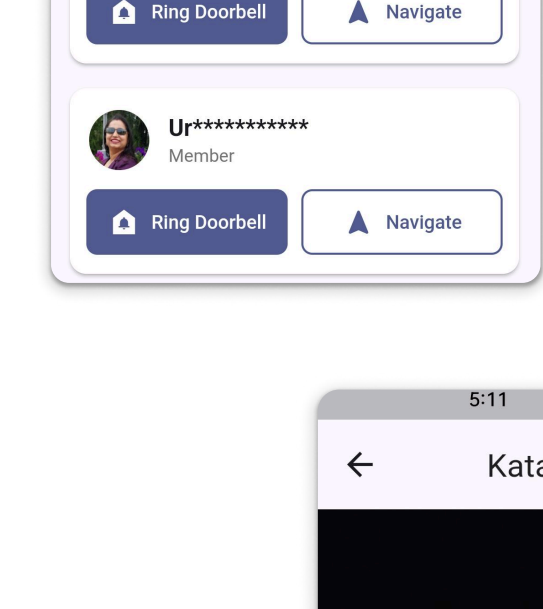 Ring Doorbell
Navigate
Ur***********
Member
Ring Doorbell
Navigate
5:11
Kata